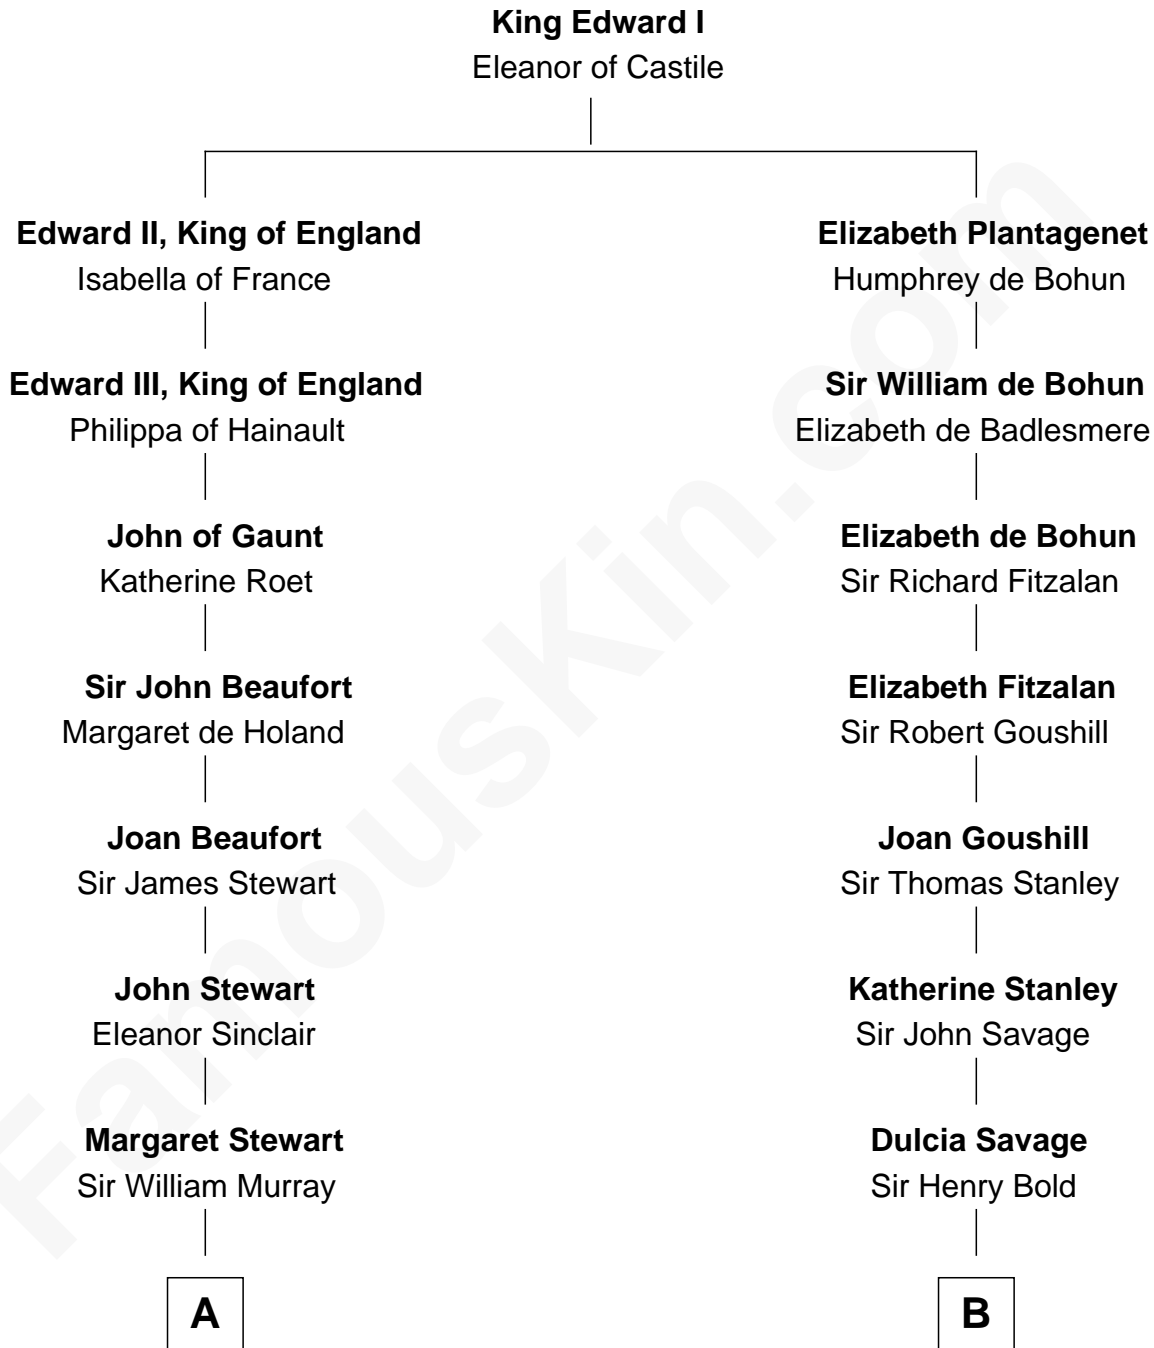 King Edward I
Eleanor of Castile
Edward II, King of England
Isabella of France
Edward III, King of England
Philippa of Hainault
John of Gaunt
Katherine Roet
Sir John Beaufort
Margaret de Holand
Joan Beaufort
Sir James Stewart
John Stewart
Eleanor Sinclair
Margaret Stewart
Sir William Murray
A
Elizabeth Plantagenet
Humphrey de Bohun
Sir William de Bohun
Elizabeth de Badlesmere
Elizabeth de Bohun
Sir Richard Fitzalan
Elizabeth Fitzalan
Sir Robert Goushill
Joan Goushill
Sir Thomas Stanley
Katherine Stanley
Sir John Savage
Dulcia Savage
Sir Henry Bold
B
FamousKin.com